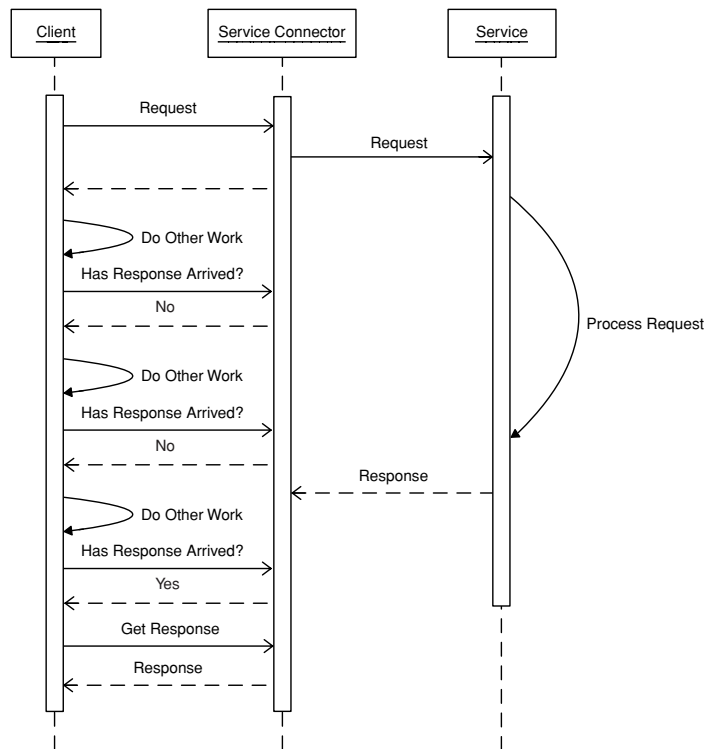 Client
Service Connector
Service
Request
Request
Do Other Work
Has Response Arrived?
No
Process Request
Do Other Work
Has Response Arrived?
No
Response
Do Other Work
Has Response Arrived?
Yes
Get Response
Response